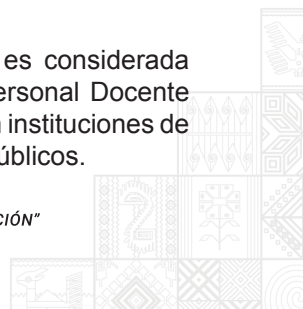 es considerada
ersonal Docente
instituciones de
úblicos.
CIÓN"